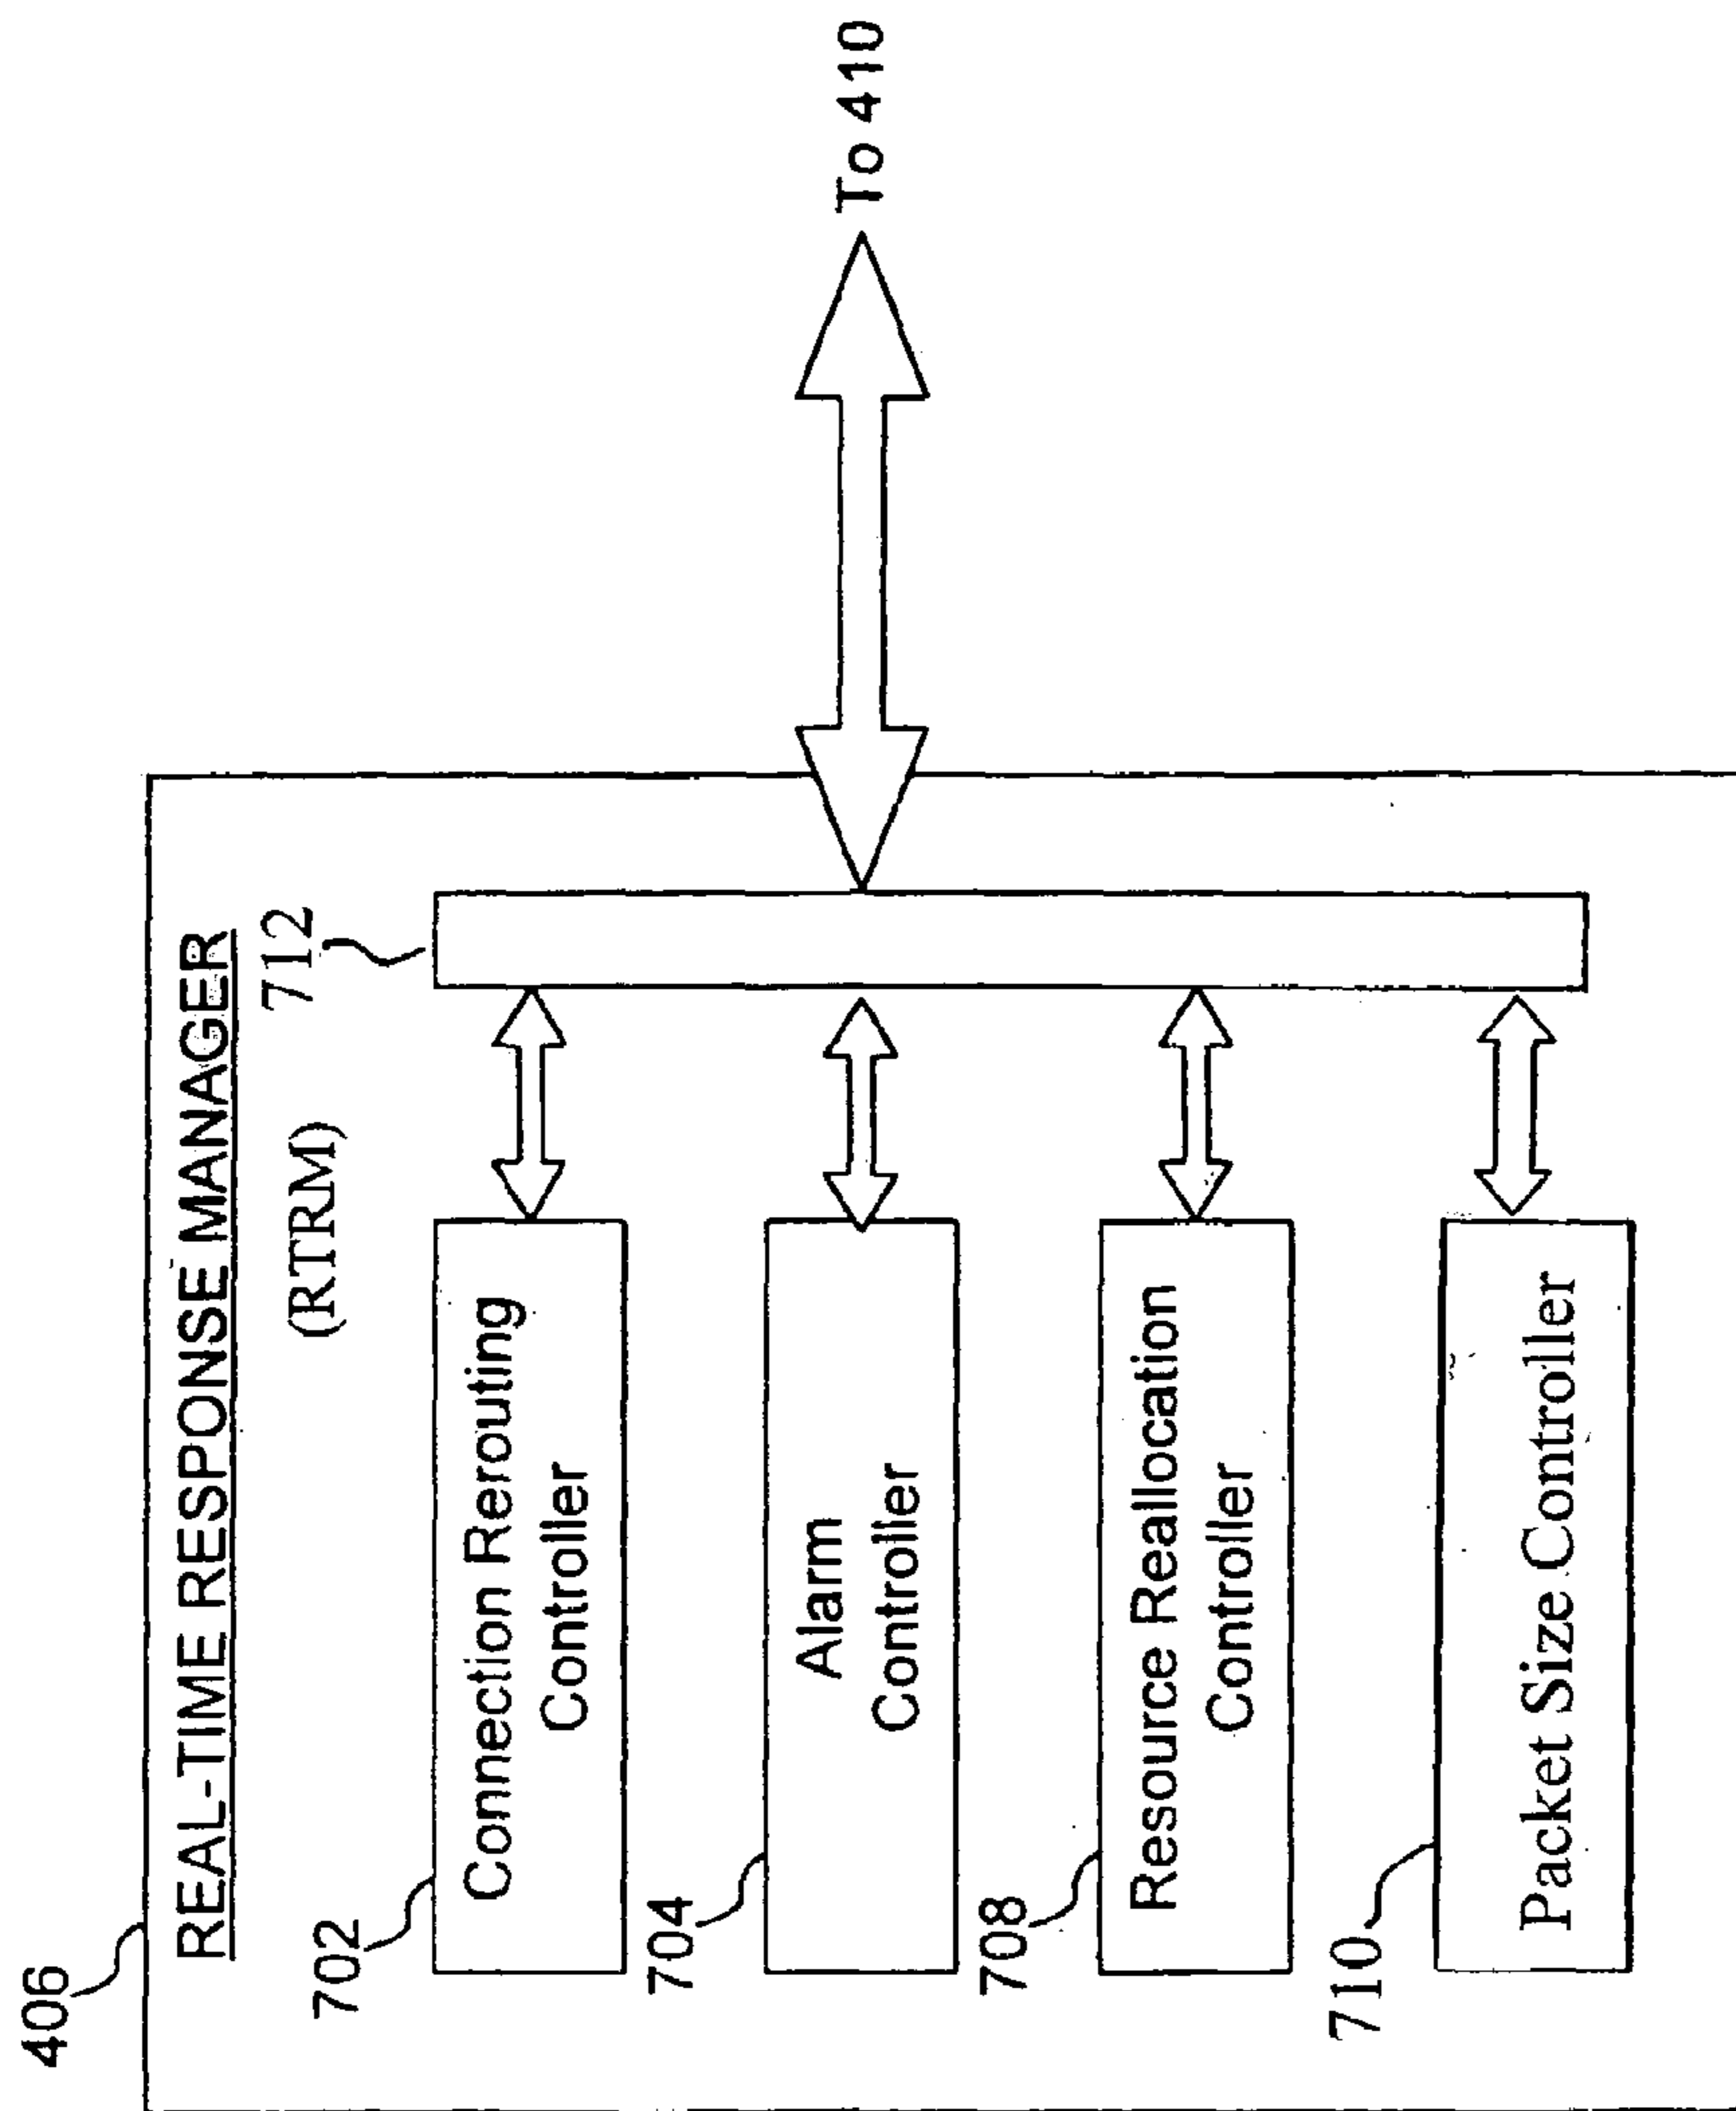 406
REAL-TIME RESPONSE MANAGER
(RTRM)
712
702
Connection Rerouting
Controller
704
Alarm
Controller
708
Resource Reallocation
Controller
710
Packet Size Controller
To 410